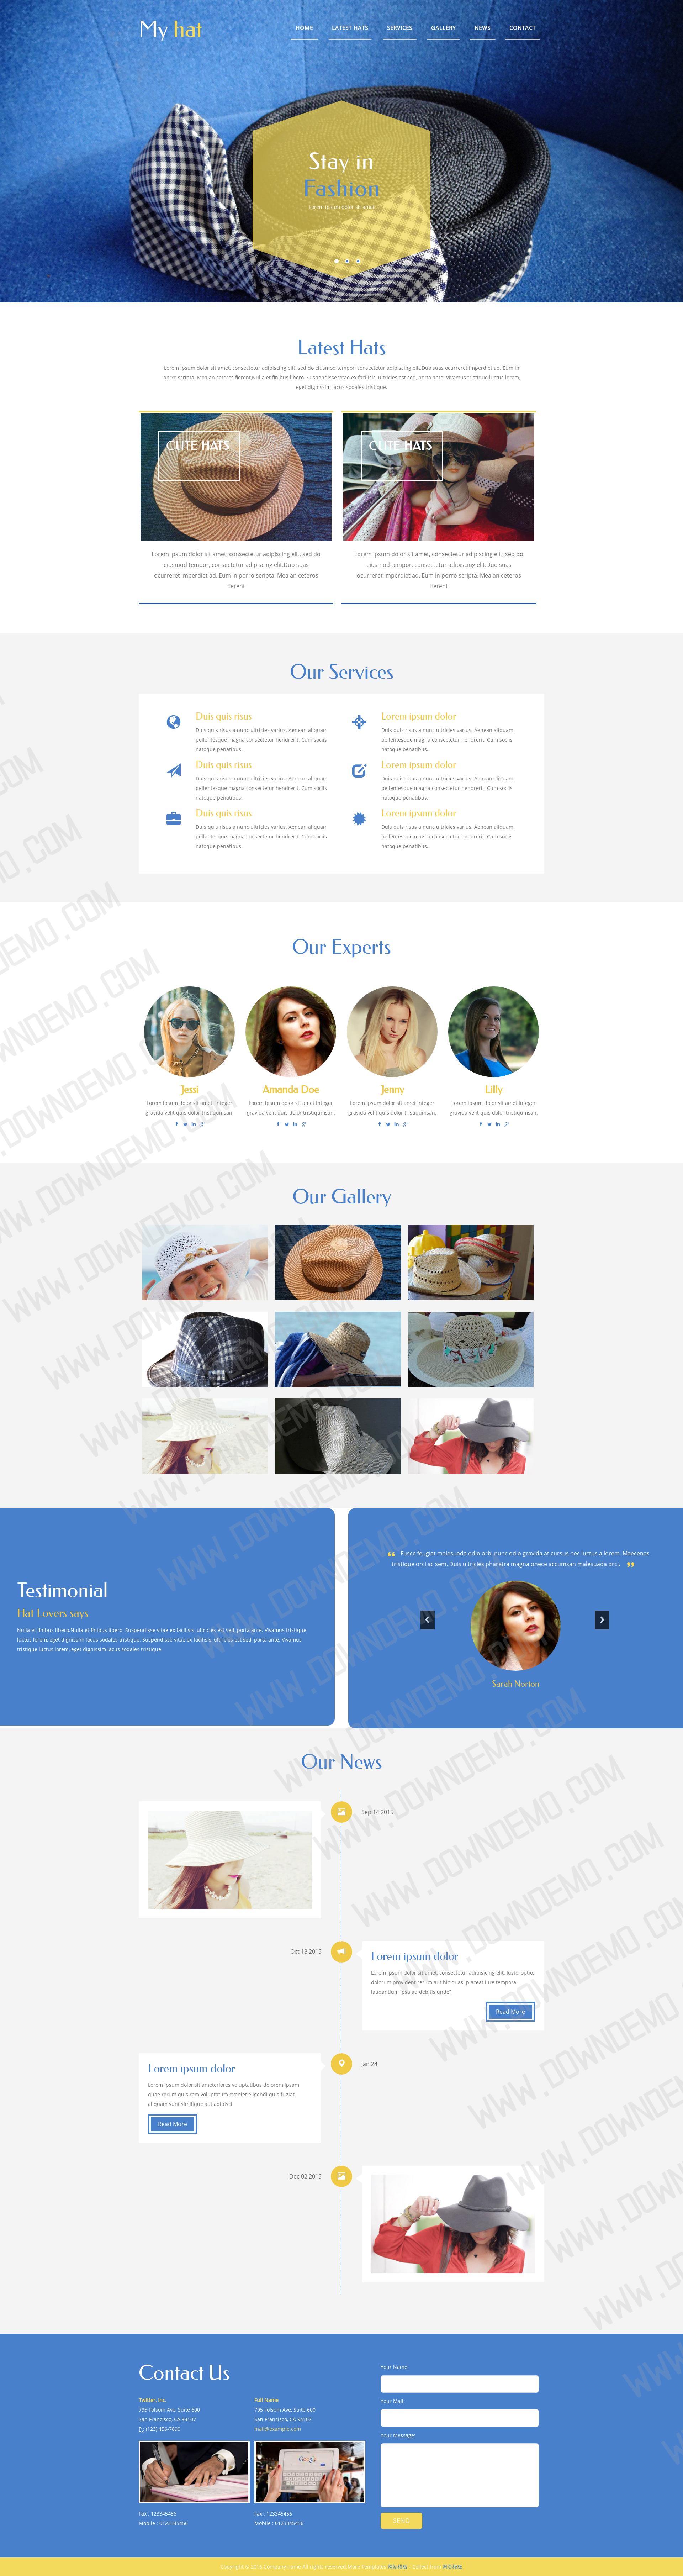 My hat
HOME LATEST HATS SERVICES GALLERY NEWS CONTACT
Stay in
Fashion
Lorem ipsum dolor sit amet
Latest Hats
Lorem ipsum dolor sit amet, consectetur adipiscing elit, sed do eiusmod tempor, consectetur adipiscing elit.Duo suas ocurreret imperdiet ad. Eum in
porro scripta. Mea an ceteros fierent,Nulla et finibus libero. Suspendisse vitae ex facilisis, ultricies est sed, porta ante. Vivamus tristique luctus lorem,
eget dignissim lacus sodales tristique.
CUTE HATS
CUTE HATS
Lorem ipsum dolor sit amet, consectetur adipiscing elit, sed do
eiusmod tempor, consectetur adipiscing elit.Duo suas
ocurreret imperdiet ad. Eum in porro scripta. Mea an ceteros
fierent
Lorem ipsum dolor sit amet, consectetur adipiscing elit, sed do
eiusmod tempor, consectetur adipiscing elit.Duo suas
ocurreret imperdiet ad. Eum in porro scripta. Mea an ceteros
fierent
Our Services
Duis quis risus
Duis quis risus a nunc ultricies varius. Aenean aliquam
pellentesque magna consectetur hendrerit. Cum sociis
natoque penatibus.
Lorem ipsum dolor
Duis quis risus a nunc ultricies varius. Aenean aliquam
pellentesque magna consectetur hendrerit. Cum sociis
natoque penatibus.
Duis quis risus
Duis quis risus a nunc ultricies varius. Aenean aliquam
pellentesque magna consectetur hendrerit. Cum sociis
natoque penatibus.
Lorem ipsum dolor
Duis quis risus a nunc ultricies varius. Aenean aliquam
pellentesque magna consectetur hendrerit. Cum sociis
natoque penatibus.
Duis quis risus
Duis quis risus a nunc ultricies varius. Aenean aliquam
pellentesque magna consectetur hendrerit. Cum sociis
natoque penatibus.
Lorem ipsum dolor
Duis quis risus a nunc ultricies varius. Aenean aliquam
pellentesque magna consectetur hendrerit. Cum sociis
natoque penatibus.
Our Experts
Jessi
Lorem ipsum dolor sit amet Integer
gravida velit quis dolor tristiqumsan.
Amanda Doe
Lorem ipsum dolor sit amet Integer
gravida velit quis dolor tristiqumsan.
Jenny
Lorem ipsum dolor sit amet Integer
gravida velit quis dolor tristiqumsan.
Lilly
Lorem ipsum dolor sit amet Integer
gravida velit quis dolor tristiqumsan.
Our Gallery
Testimonial
Hat Lovers says
Nulla et finibus libero.Nulla et finibus libero. Suspendisse vitae ex facilisis, ultricies est sed, porta ante. Vivamus tristique
luctus lorem, eget dignissim lacus sodales tristique. Suspendisse vitae ex facilisis, ultricies est sed, porta ante. Vivamus
tristique luctus lorem, eget dignissim lacus sodales tristique.
Fusce feugiat malesuada odio orbi nunc odio gravida at cursus nec luctus a lorem. Maecenas
tristique orci ac sem. Duis ultricies pharetra magna onece accumsan malesuada orci.
Sarah Norton
Our News
Sep 14 2015
Oct 18 2015
Lorem ipsum dolor
Lorem ipsum dolor sit amet, consectetur adipisicing elit. Iusto, optio,
dolorum provident rerum aut hic quasi placeat iure tempora
laudantium ipsa ad debitis unde?
Read More
Lorem ipsum dolor
Lorem ipsum dolor sit ameteriores voluptatibus dolorem ipsum
quae rerum quis.rem voluptatum eveniet eligendi quis fugiat
aliquam sunt similique aut adipisci.
Read More
Jan 24
Dec 02 2015
Contact Us
Twitter, Inc.
795 Folsom Ave, Suite 600
San Francisco, CA 94107
P : (123) 456-7890
Full Name
795 Folsom Ave, Suite 600
San Francisco, CA 94107
mail@example.com
Google
Fax : 123345456
Mobile : 0123345456
Fax : 123345456
Mobile : 0123345456
Your Name:
Your Mail:
Your Message:
SEND
WWW.DOWNDEMO.COM